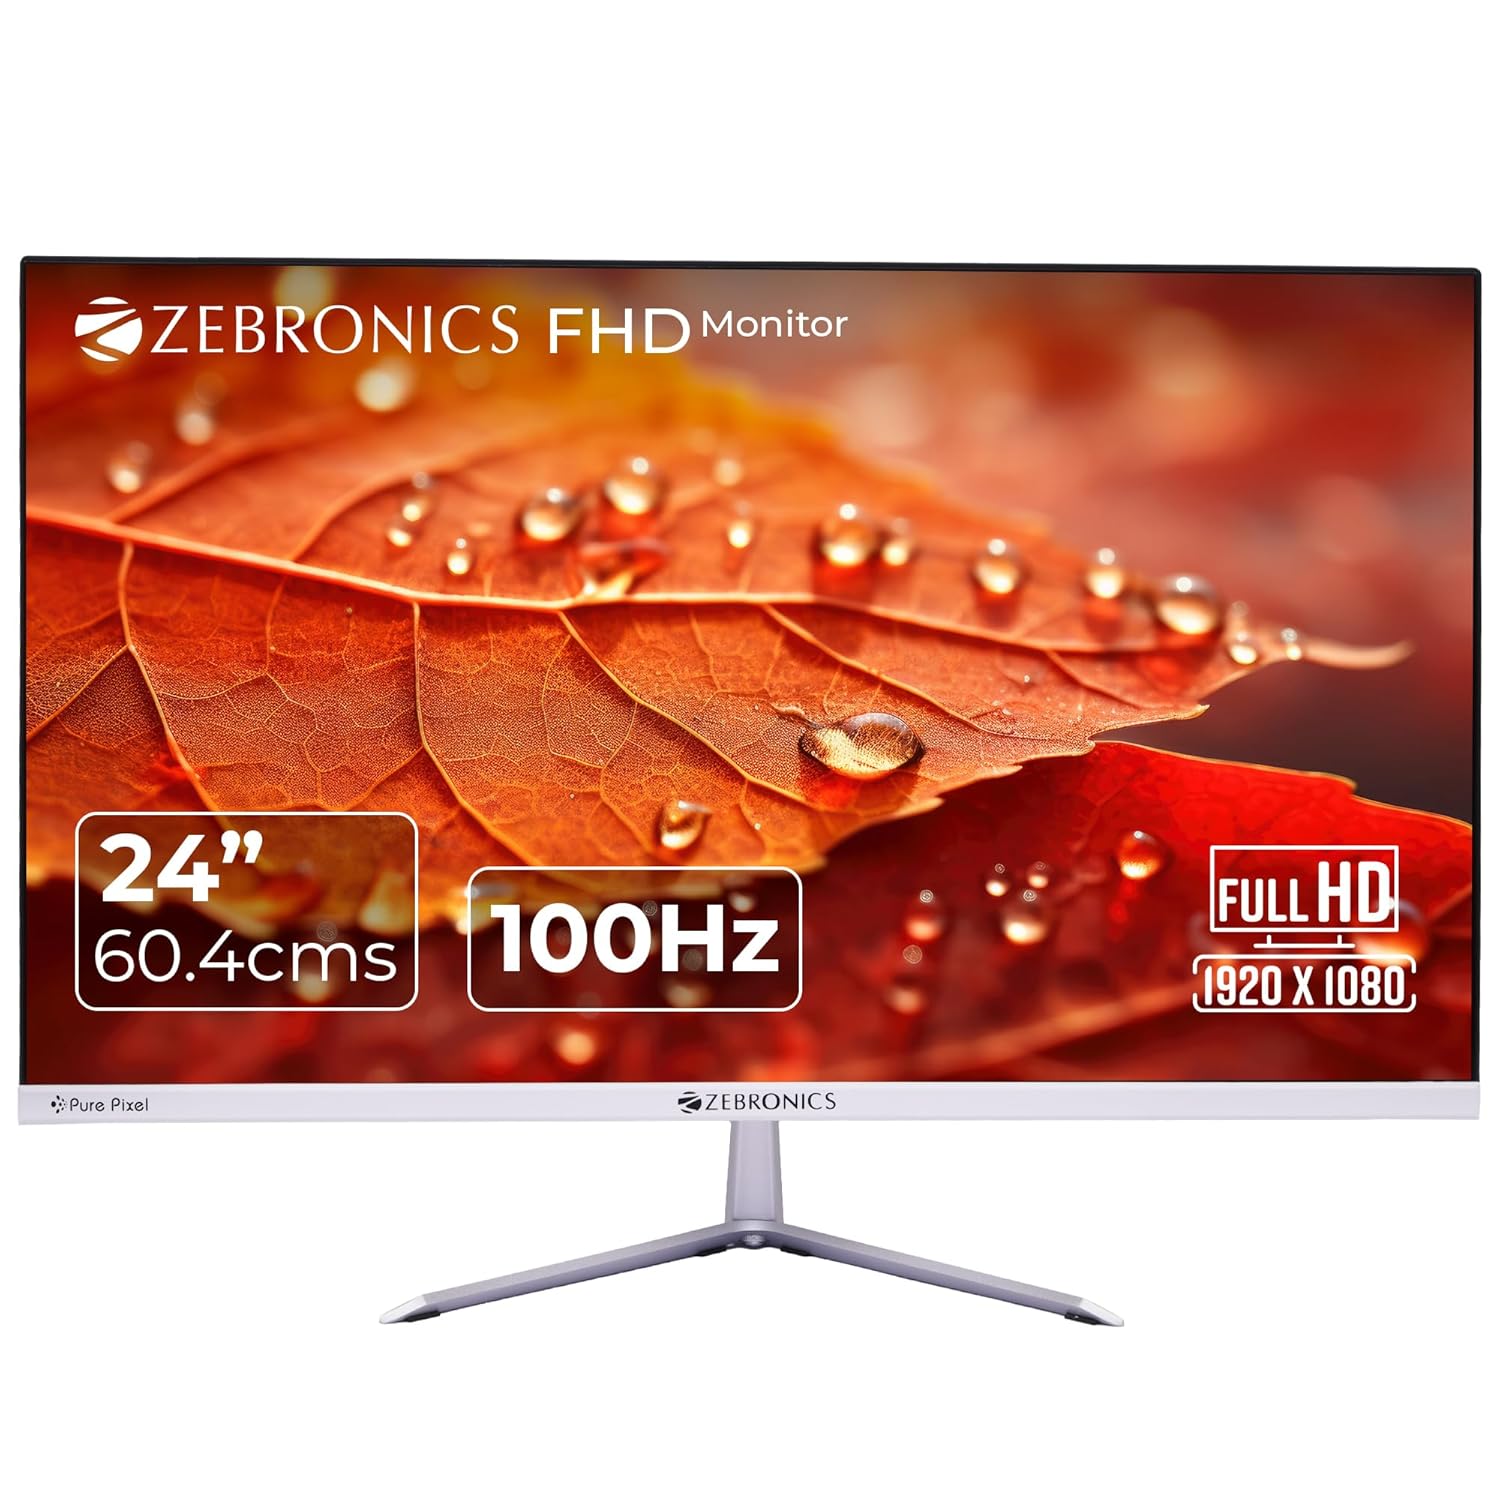 ZEBRONICS FHD Monitor
24”
60.4cms
100Hz
FULL HD
1920 X 1080
Pure Pixel
ZEBRONICS